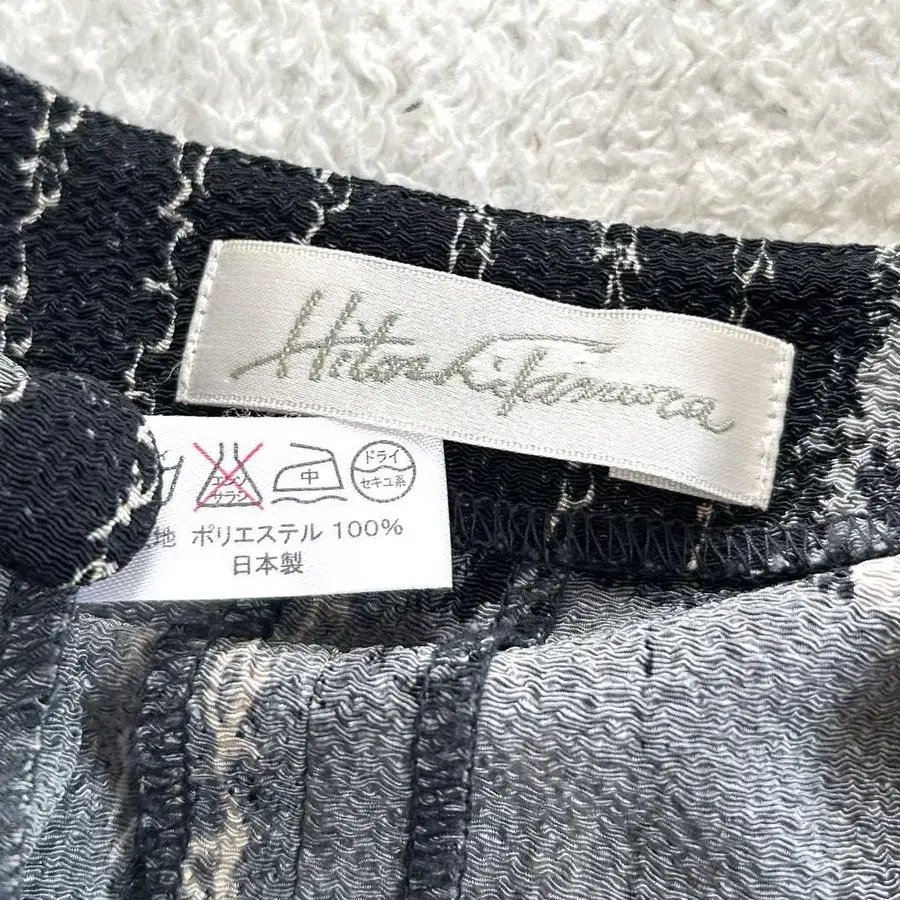 Hitoshi Tamura
エンソ
サラシ
中
ドライ
セキユ系
地 ポリエステル 100%
日本製